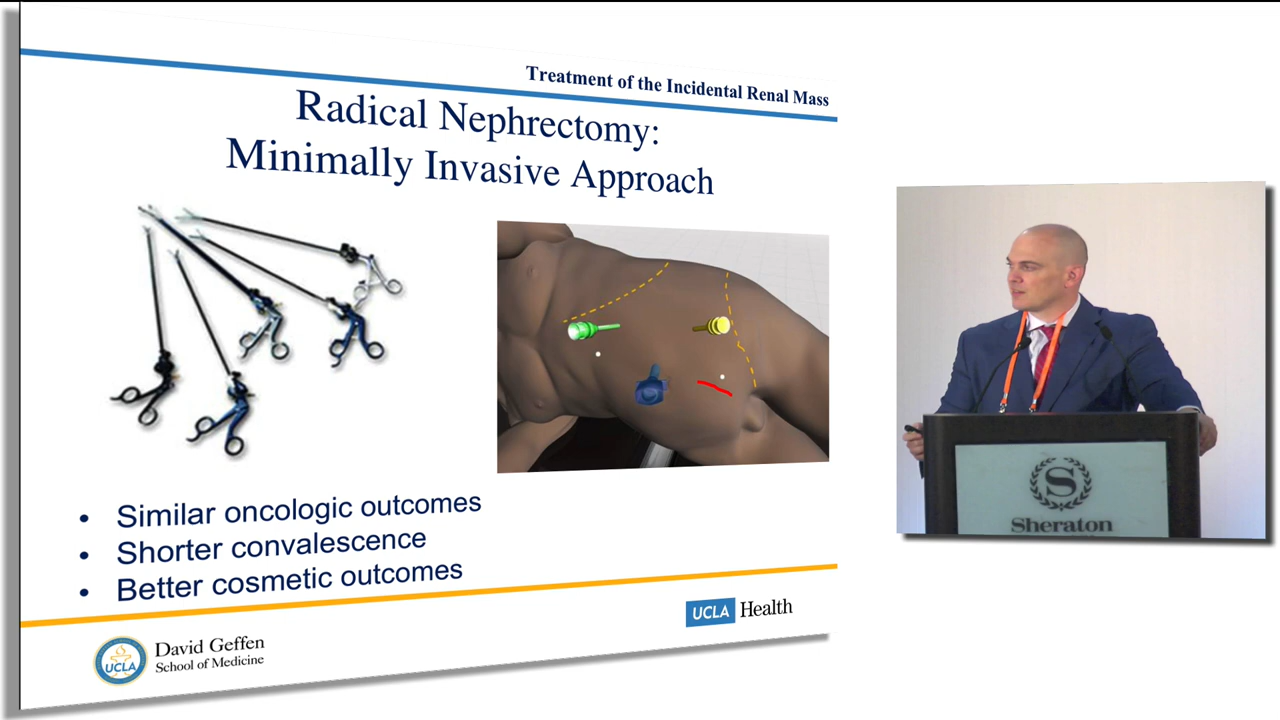 Treatment of the Incidental Renal Mass
Radical Nephrectomy:
Minimally Invasive Approach
• Similar oncologic outcomes
• Shorter convalescence
• Better cosmetic outcomes
UCLA Health
UCLA
David Geffen
School of Medicine
S
Sheraton